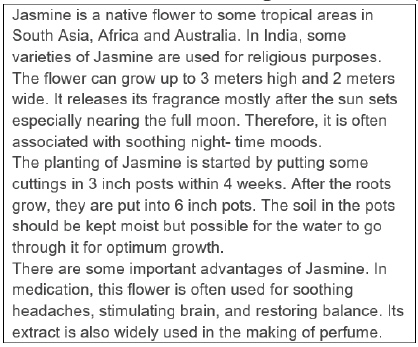 Jasmine is a native flower to some tropical areas in
South Asia, Africa and Australia. In India, some
varieties of Jasmine are used for religious purposes.
The flower can grow up to 3 meters high and 2 meters
wide. It releases its fragrance mostly after the sun sets
especially nearing the full moon. Therefore, it is often
associated with soothing night- time moods.
The planting of Jasmine is started by putting some
cuttings in 3 inch posts within 4 weeks. After the roots
grow, they are put into 6 inch pots. The soil in the pots
should be kept moist but possible for the water to go
through it for optimum growth.
There are some important advantages of Jasmine. In
medication, this flower is often used for soothing
headaches, stimulating brain, and restoring balance. Its
extract is also widely used in the making of perfume.